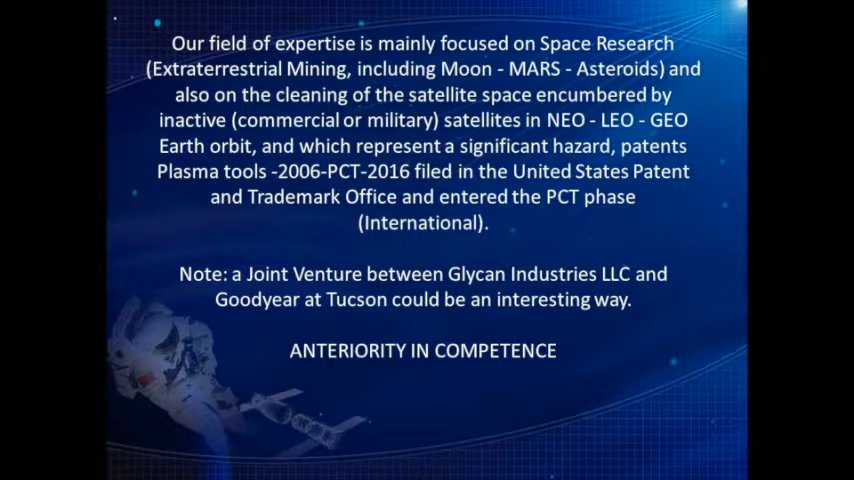 Our field of expertise is mainly focused on Space Research
(Extraterrestrial Mining, including Moon - MARS - Asteroids) and
also on the cleaning of the satellite space encumbered by
inactive (commercial or military) satellites in NEO - LEO - GEO
Earth orbit, and which represent a significant hazard, patents
Plasma tools -2006-PCT-2016 filed in the United States Patent
and Trademark Office and entered the PCT phase
(International).
Note: a Joint Venture between Glycan Industries LLC and
Goodyear at Tucson could be an interesting way.
ANTERIORITY IN COMPETENCE